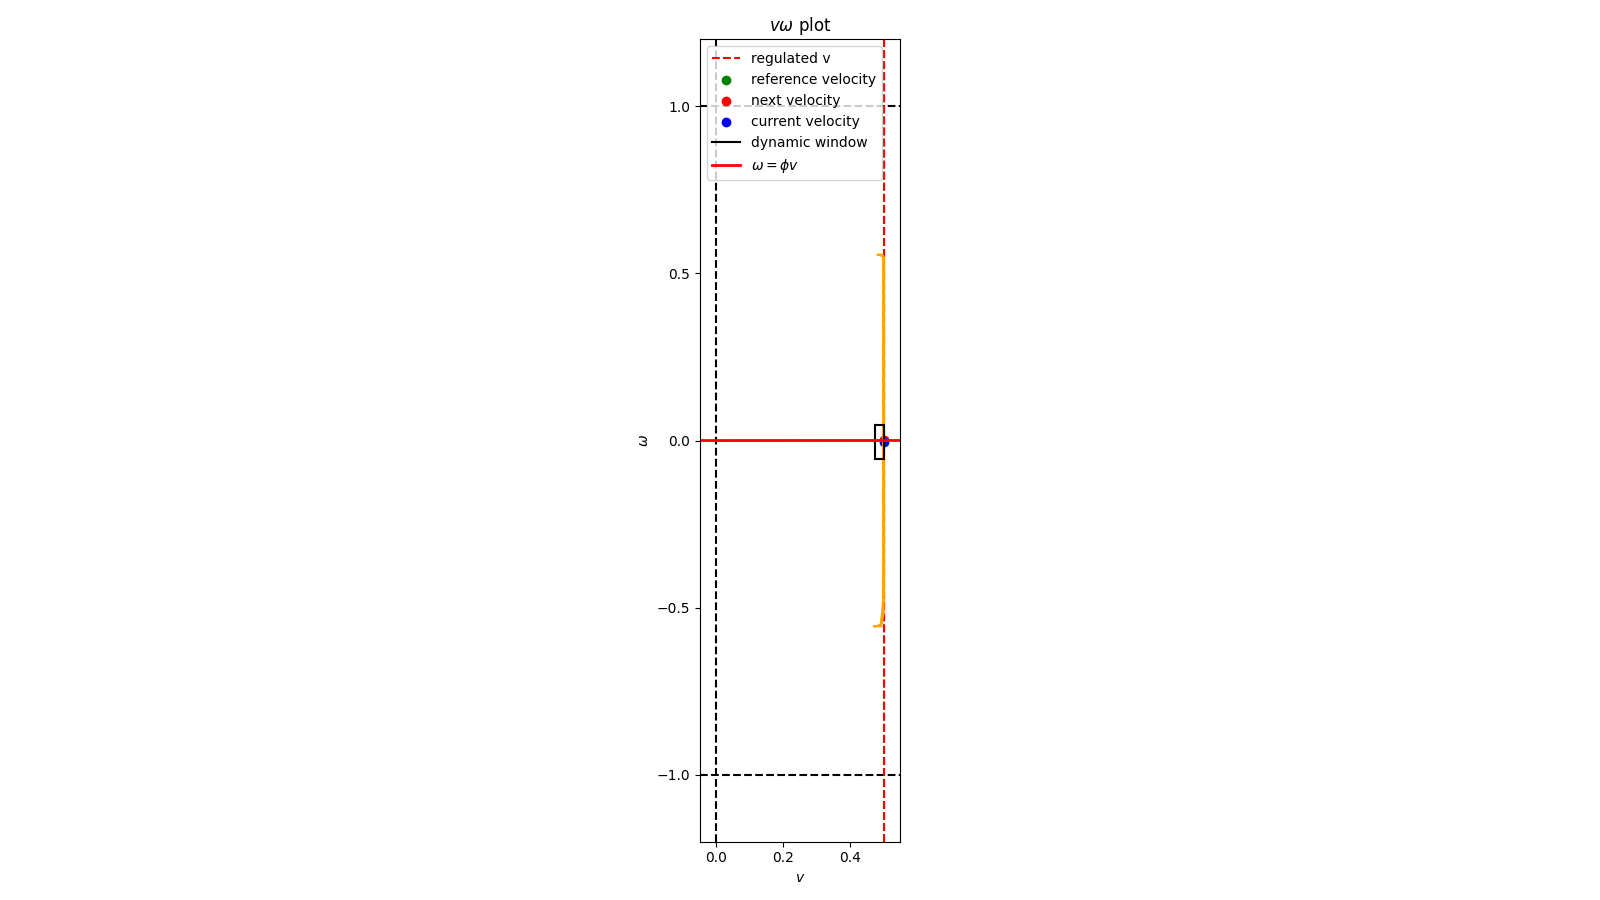 vω plot
regulated v
reference velocity
next velocity
current velocity
dynamic window
ω = ϕv
1.0
0.5
0.0
−0.5
−1.0
ω
0.0 0.2 0.4
v